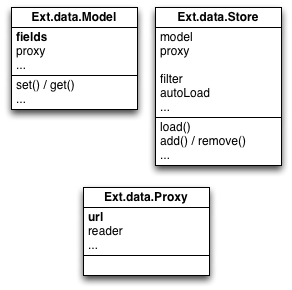 Ext.data.Model
fields
proxy
...
set() / get()
...
Ext.data.Store
model
proxy
filter
autoLoad
...
load()
add() / remove()
...
Ext.data.Proxy
url
reader
...